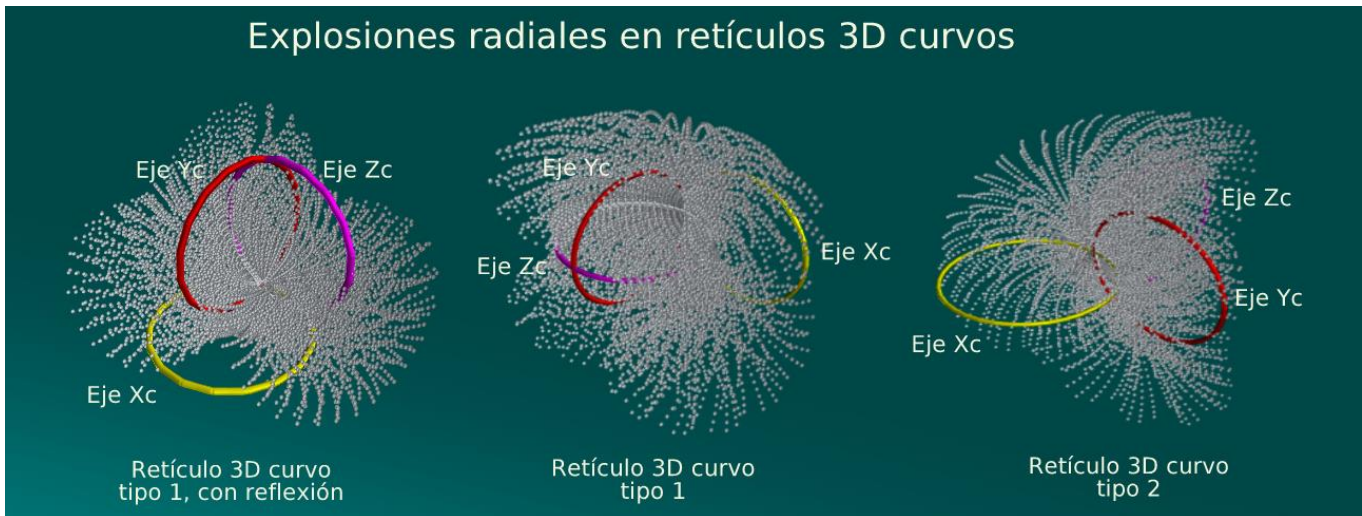 Explosiones radiales en retículos 3D curvos
Eje Yc
Eje Zc
Eje Xc
Retículo 3D curvo
tipo 1, con reflexión
Eje Yc
Eje Zc
Eje Xc
Retículo 3D curvo
tipo 1
Eje Zc
Eje Yc
Eje Xc
Retículo 3D curvo
tipo 2